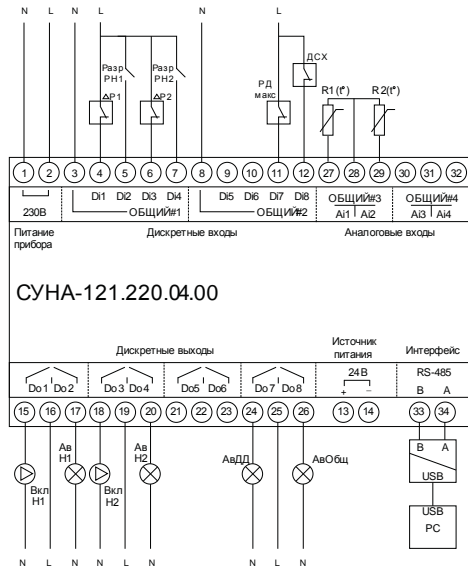 N L N L N L
Разр РН1 Разр РН2 ДСХ
ΔP1 ΔP2 РД макс R1(t°) R2(t°)
1 2 3 4 5 6 7 8 9 10 11 12 27 28 29 30 31 32
Di1 Di2 Di3 Di4 Di5 Di6 Di7 Di8 ОБЩИЙ#3 ОБЩИЙ#4
230В ОБЩИЙ#1 ОБЩИЙ#2 Ai1 Ai2 Ai3 Ai4
Питание прибора Дискретные входы Аналоговые входы
СУНА-121.220.04.00
Дискретные выходы Источник питания Интерфейс
Do1 Do2 Do3 Do4 Do5 Do6 Do7 Do8 24В RS-485
+ − B A
15 16 17 18 19 20 21 22 23 24 25 26 13 14 33 34
Ав Н1 Ав Н2 АвДД АвОбщ B A
Вкл Н1 Вкл Н2 USB
USB
PC
N L N N L N N L N